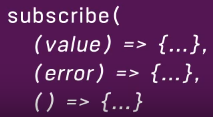 subscribe(
(value) => {...},
(error) => {...},
() => {...}